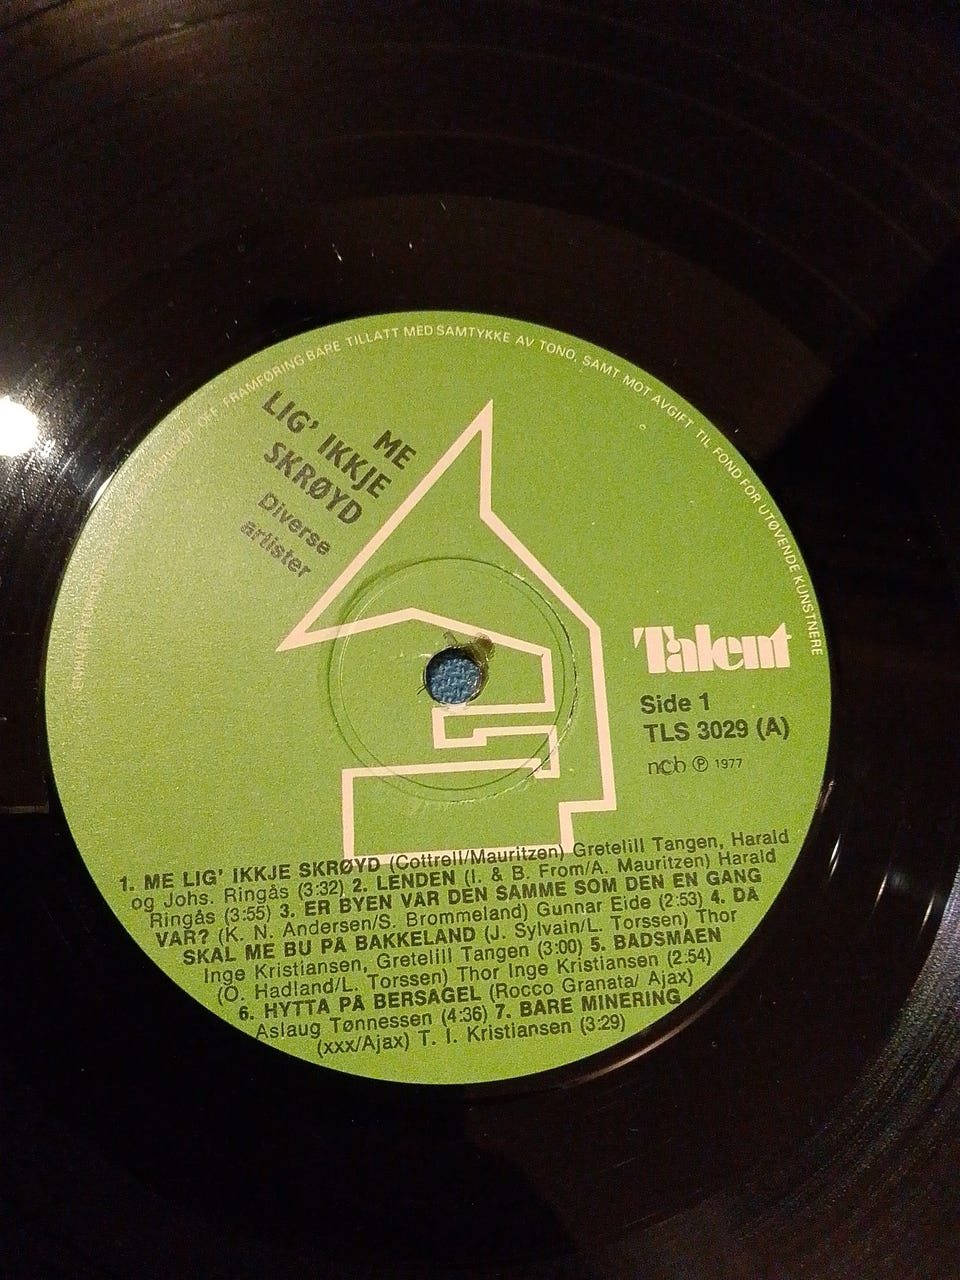 OFF. FRAMFØRING BARE TILLATT MED SAMTYKKE AV TONO, SAMT MOT AVGIFT TIL FOND FOR UTØVENDE KUNSTNERE
ME
LIG' IKKJE
SKRØYD
Diverse
artister
Talent
Side 1
TLS 3029 (A)
ncb Ⓟ 1977
1. ME LIG' IKKJE SKRØYD (Cottrell/Mauritzen) Gretelill Tangen, Harald
og Johs. Ringås (3:32) 2. LENDEN (I. & B. From/A. Mauritzen) Harald
Ringås (3:55) 3. ER BYEN VAR DEN SAMME SOM DEN EN GANG
VAR? (K. N. Andersen/S. Brommeland) Gunnar Eide (2:53) 4. DA
SKAL ME BU PÅ BAKKELAND (J. Sylvain/L. Torssen) Thor
Inge Kristiansen, Gretelill Tangen (3:00) 5. BADSMAEN
(O. Hadland/L. Torssen) Thor Inge Kristiansen (2:54)
6. HYTTA PÅ BERSAGEL (Rocco Granata/ Ajax)
Aslaug Tønnessen (4:36) 7. BARE MINERING
(xxx/Ajax) T. I. Kristiansen (3:29)